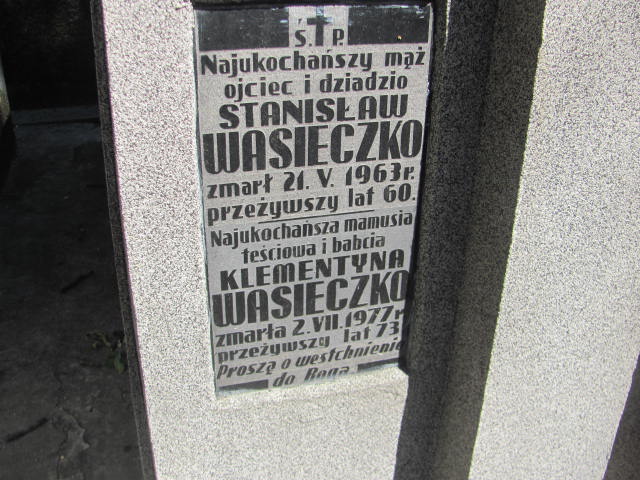 Ś. P.
Najukochańszy mąż
ojciec i dziadzio
STANISŁAW
WASIECZKO
zmarł 21. V. 1963 r.
przeżywszy lat 60.
Najukochańsza mamusia
teściowa i babcia
KLEMENTYNA
WASIECZKO
zmarła 2. VII. 1977 r
przeżywszy lat 73
Proszą o westchnienie
do Boga.